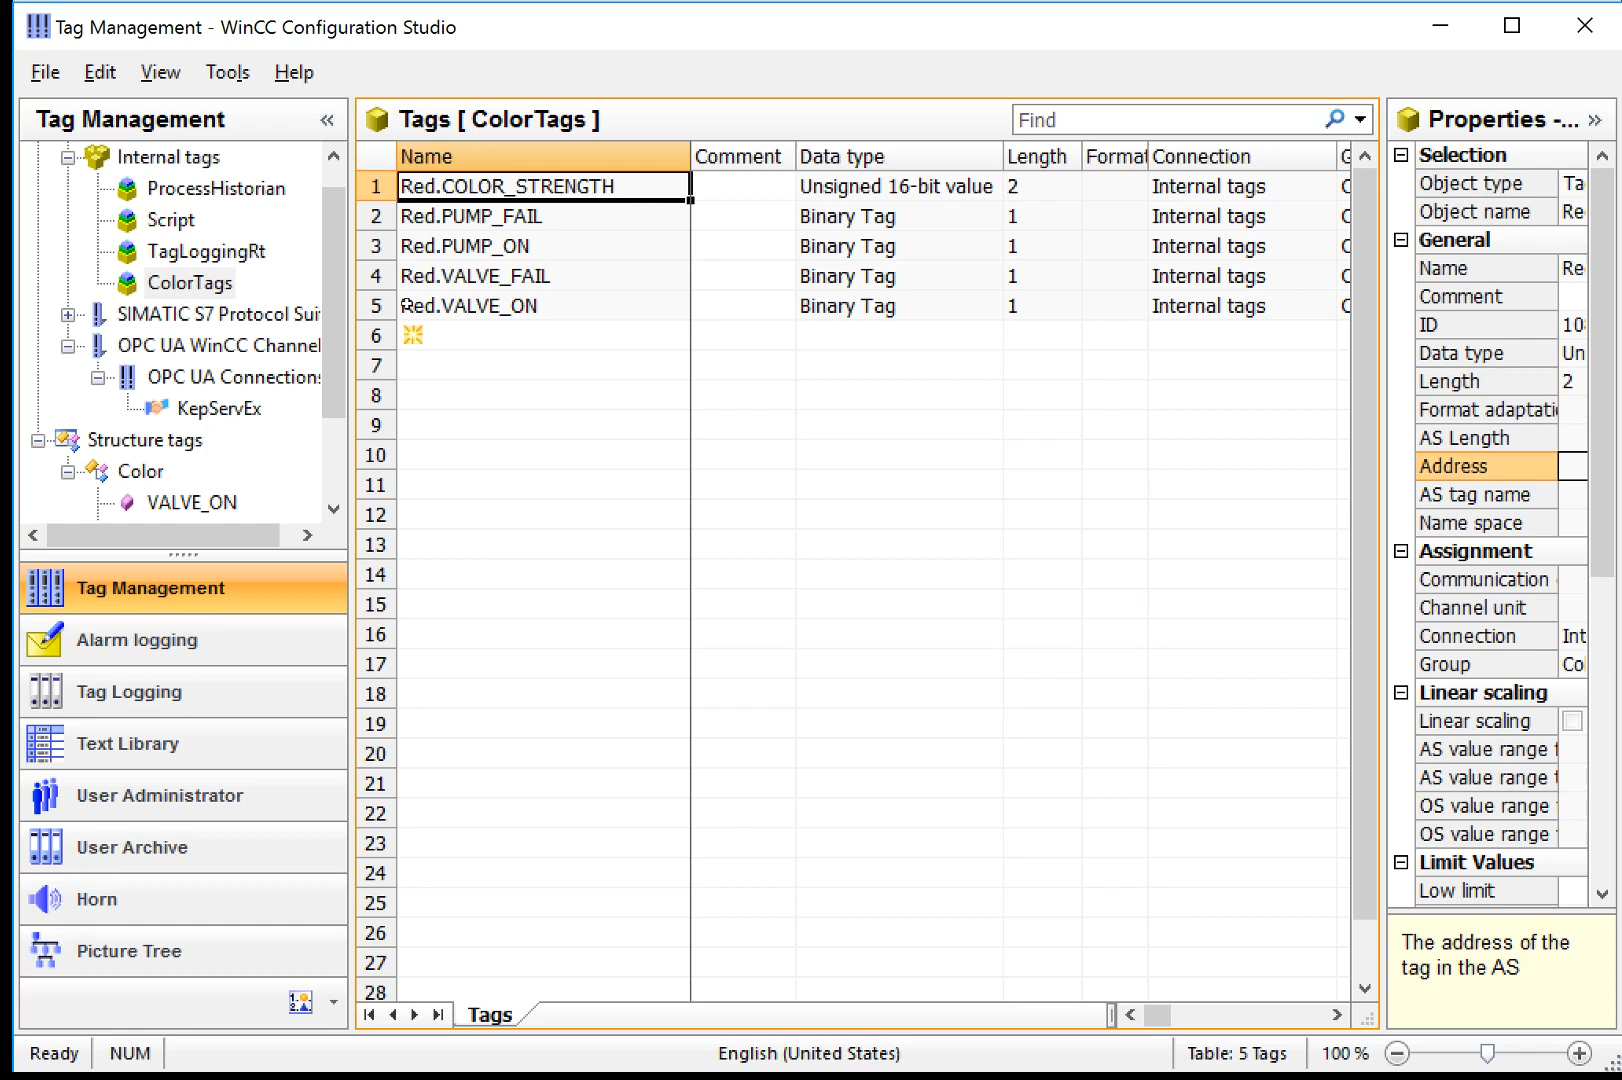 Tag Management - WinCC Configuration Studio
File Edit View Tools Help
Tag Management «
Internal tags
ProcessHistorian
Script
TagLoggingRt
ColorTags
SIMATIC S7 Protocol Sui
OPC UA WinCC Channel
OPC UA Connections
KepServEx
Structure tags
Color
VALVE_ON
Tag Management
Alarm logging
Tag Logging
Text Library
User Administrator
User Archive
Horn
Picture Tree
Tags [ ColorTags ] Find
Name Comment Data type Length Format Connection G
1 Red.COLOR_STRENGTH Unsigned 16-bit value 2 Internal tags C
2 Red.PUMP_FAIL Binary Tag 1 Internal tags C
3 Red.PUMP_ON Binary Tag 1 Internal tags C
4 Red.VALVE_FAIL Binary Tag 1 Internal tags C
5 Red.VALVE_ON Binary Tag 1 Internal tags C
6
7
8
9
10
11
12
13
14
15
16
17
18
19
20
21
22
23
24
25
26
27
28
Tags
Properties -... »
Selection
Object type Ta
Object name Re
General
Name Re
Comment
ID 10
Data type Un
Length 2
Format adaptati
AS Length
Address
AS tag name
Name space
Assignment
Communication
Channel unit
Connection Int
Group Co
Linear scaling
Linear scaling
AS value range f
AS value range t
OS value range
OS value range
Limit Values
Low limit
The address of the
tag in the AS
Ready NUM English (United States) Table: 5 Tags 100 %